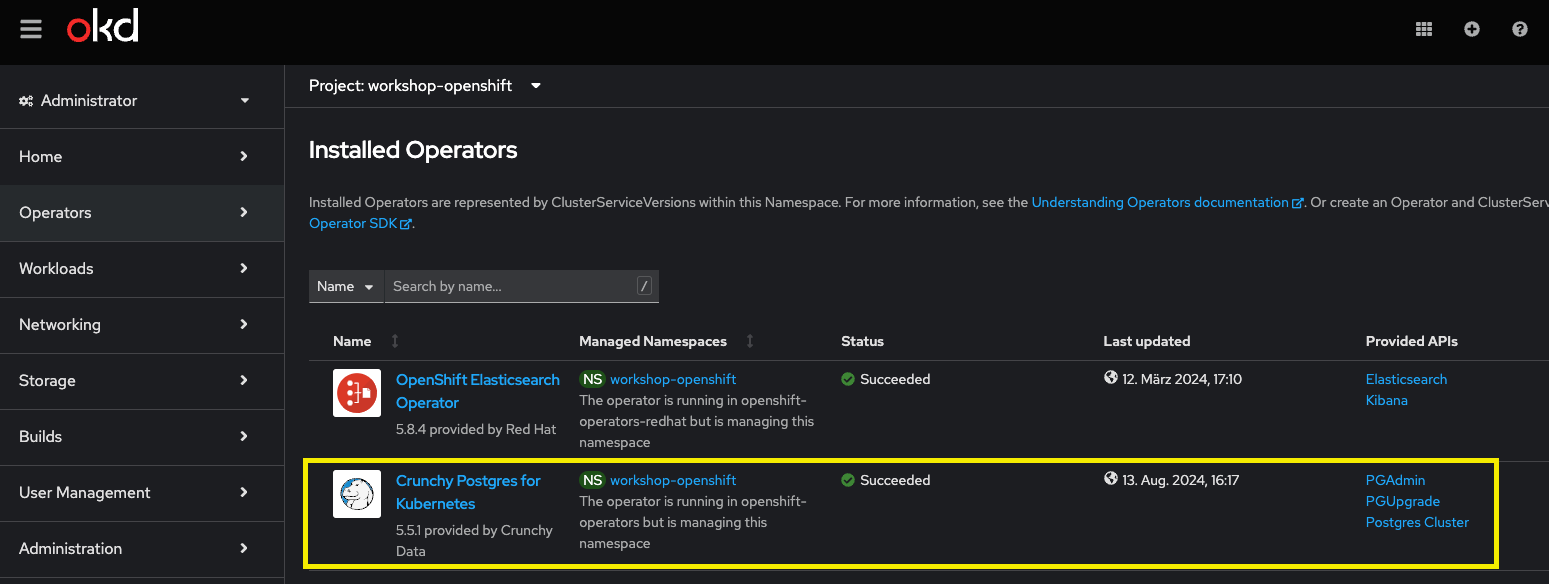 okd
Project: workshop-openshift
Administrator
Home
Operators
Workloads
Networking
Storage
Builds
User Management
Administration
Installed Operators
Installed Operators are represented by ClusterServiceVersions within this Namespace. For more information, see the Understanding Operators documentation. Or create an Operator and ClusterServ
Operator SDK.
Name Search by name... /
Name Managed Namespaces Status Last updated Provided APIs
OpenShift Elasticsearch
Operator
5.8.4 provided by Red Hat
NS workshop-openshift
The operator is running in openshift-
operators-redhat but is managing this
namespace
Succeeded
12. März 2024, 17:10
Elasticsearch
Kibana
Crunchy Postgres for
Kubernetes
5.5.1 provided by Crunchy
Data
NS workshop-openshift
The operator is running in openshift-
operators but is managing this
namespace
Succeeded
13. Aug. 2024, 16:17
PGAdmin
PGUpgrade
Postgres Cluster